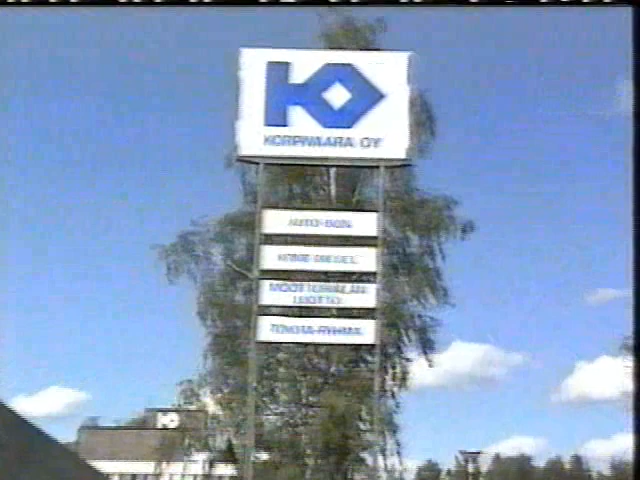 KORPIVAARA OY
AUTO-BON
KONE-DIESEL
MOOTTORIALAN
LUOTTO
TOYOTA-RYHMÄ